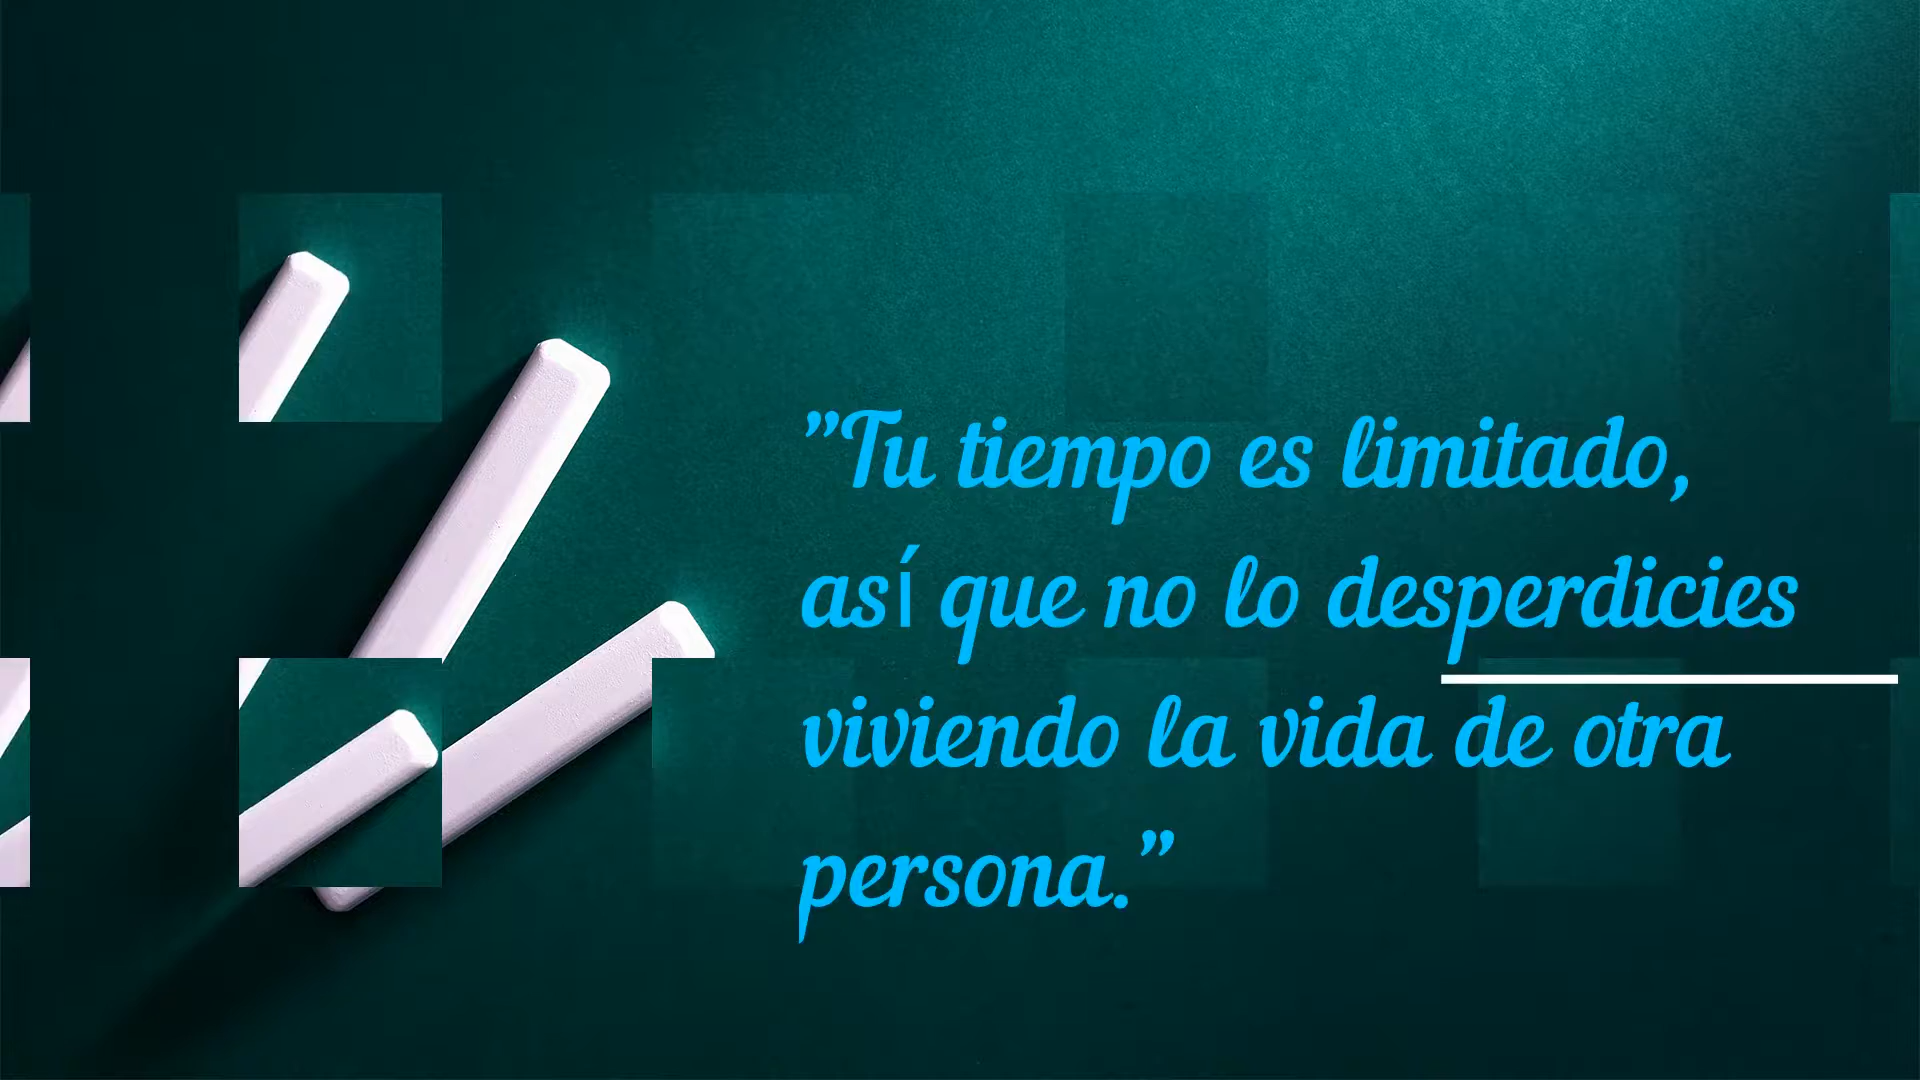 ”Tu tiempo es limitado,
así que no lo desperdicies
viviendo la vida de otra
persona.”